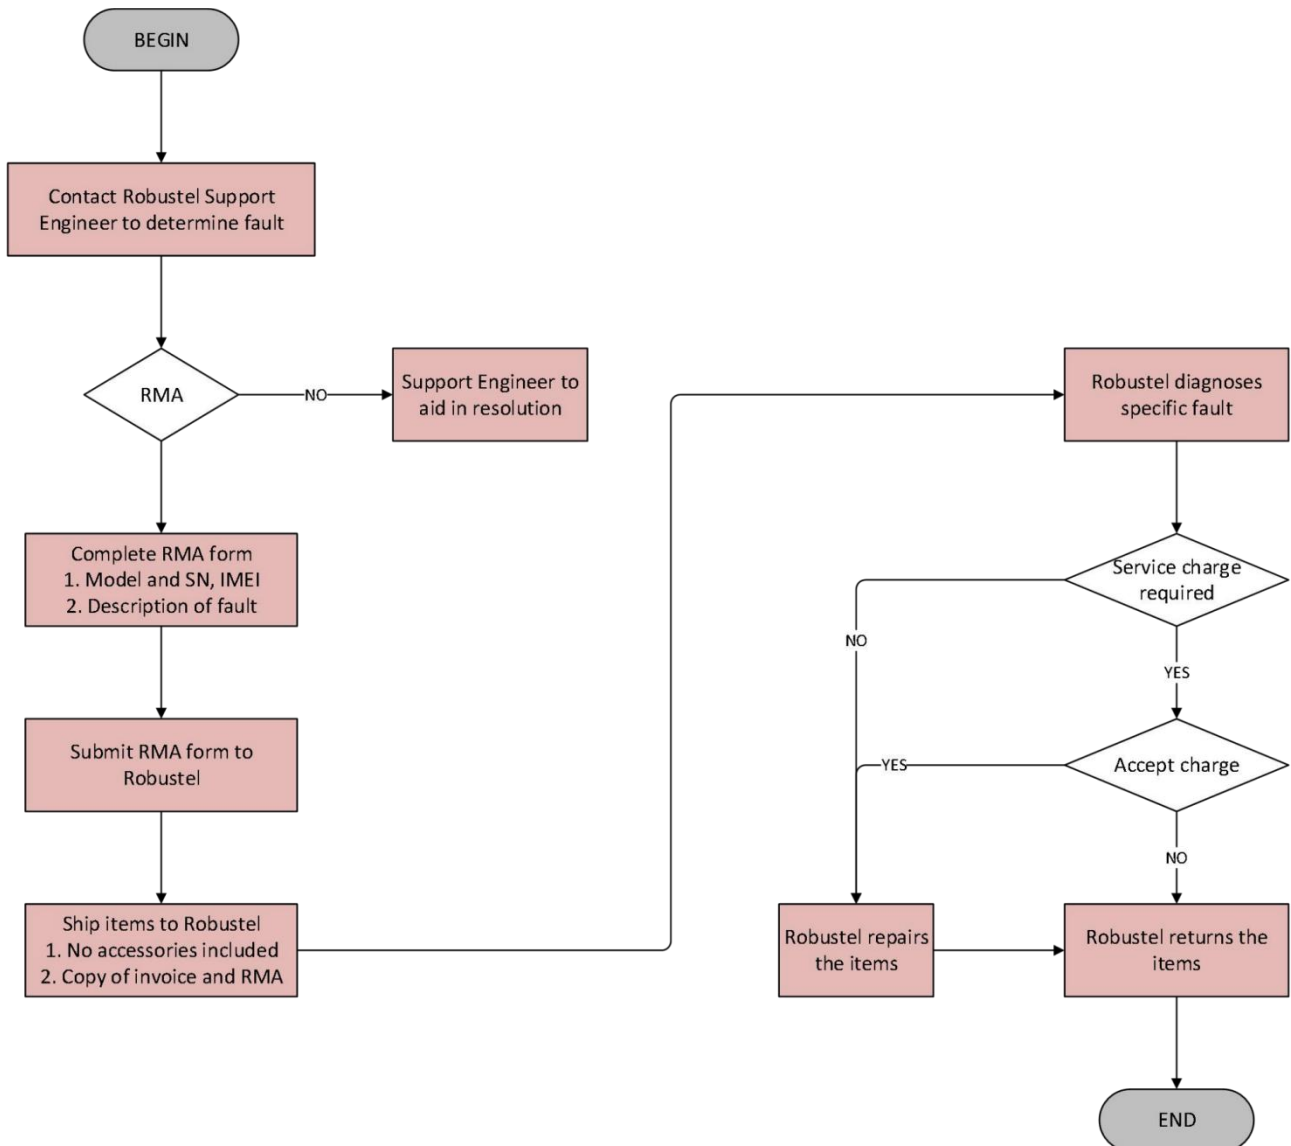 BEGIN
Contact Robustel Support
Engineer to determine fault
RMA
NO
Support Engineer to
aid in resolution
Complete RMA form
1. Model and SN, IMEI
2. Description of fault
Submit RMA form to
Robustel
Ship items to Robustel
1. No accessories included
2. Copy of invoice and RMA
Robustel diagnoses
specific fault
Service charge
required
NO
YES
Accept charge
YES
NO
Robustel repairs
the items
Robustel returns the
items
END